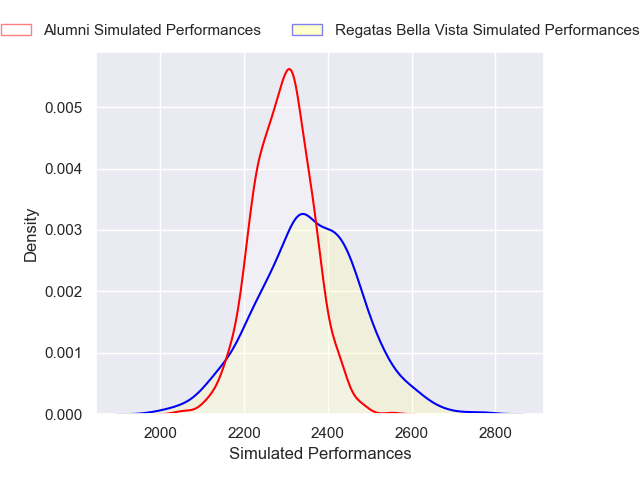 Alumni Simulated Performances Regatas Bella Vista Simulated Performances
0.005
0.004
0.003
0.002
0.001
0.000
Density
2000 2200 2400 2600 2800
Simulated Performances